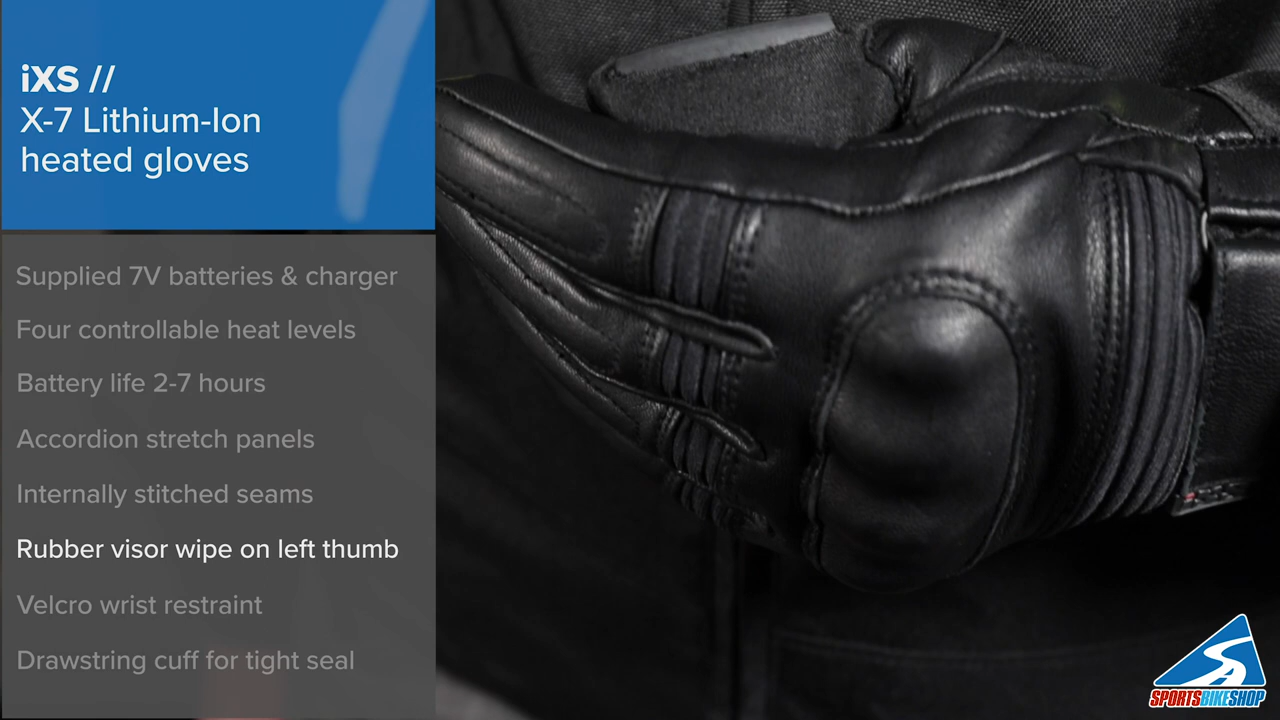 iXS //
X-7 Lithium-Ion
heated gloves
Supplied 7V batteries & charger
Four controllable heat levels
Battery life 2-7 hours
Accordion stretch panels
Internally stitched seams
Rubber visor wipe on left thumb
Velcro wrist restraint
Drawstring cuff for tight seal
SPORTSBIKESHOP